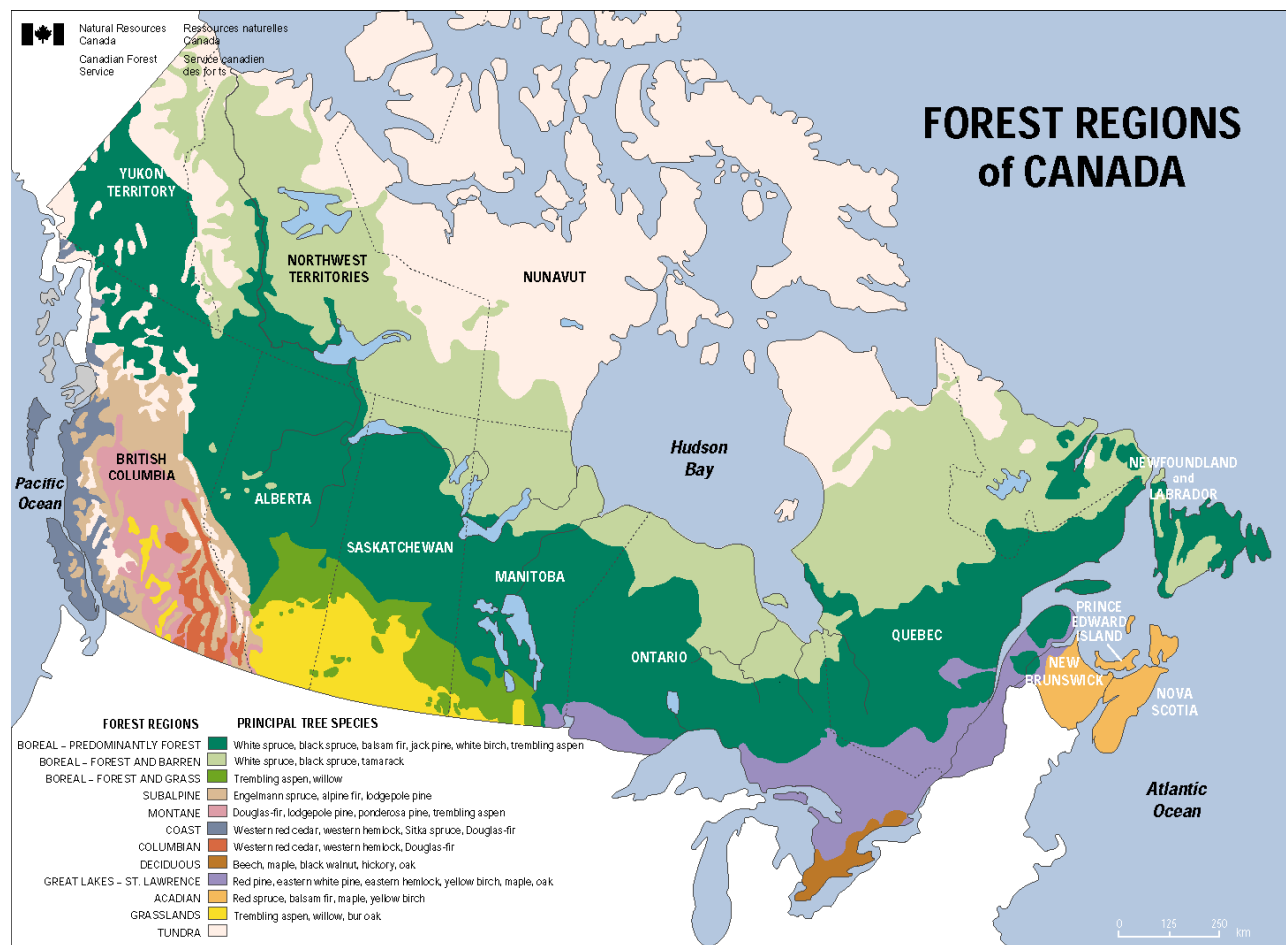 Natural Resources Canada
Ressources naturelles Canada
Canadian Forest Service
Service canadien des for ts
FOREST REGIONS
of CANADA
YUKON
TERRITORY
NORTHWEST
TERRITORIES
NUNAVUT
Hudson
Bay
Pacific
Ocean
BRITISH
COLUMBIA
ALBERTA
SASKATCHEWAN
MANITOBA
ONTARIO
QUEBEC
NEWFOUNDLAND
and
LABRADOR
PRINCE
EDWARD
ISLAND
NEW
BRUNSWICK
NOVA
SCOTIA
Atlantic
Ocean
FOREST REGIONS PRINCIPAL TREE SPECIES
BOREAL – PREDOMINANTLY FOREST White spruce, black spruce, balsam fir, jack pine, white birch, trembling aspen
BOREAL – FOREST AND BARREN White spruce, black spruce, tamarack
BOREAL – FOREST AND GRASS Trembling aspen, willow
SUBALPINE Engelmann spruce, alpine fir, lodgepole pine
MONTANE Douglas-fir, lodgepole pine, ponderosa pine, trembling aspen
COAST Western red cedar, western hemlock, Sitka spruce, Douglas-fir
COLUMBIAN Western red cedar, western hemlock, Douglas-fir
DECIDUOUS Beech, maple, black walnut, hickory, oak
GREAT LAKES – ST. LAWRENCE Red pine, eastern white pine, eastern hemlock, yellow birch, maple, oak
ACADIAN Red spruce, balsam fir, maple, yellow birch
GRASSLANDS Trembling aspen, willow, bur oak
TUNDRA
0 125 250
km